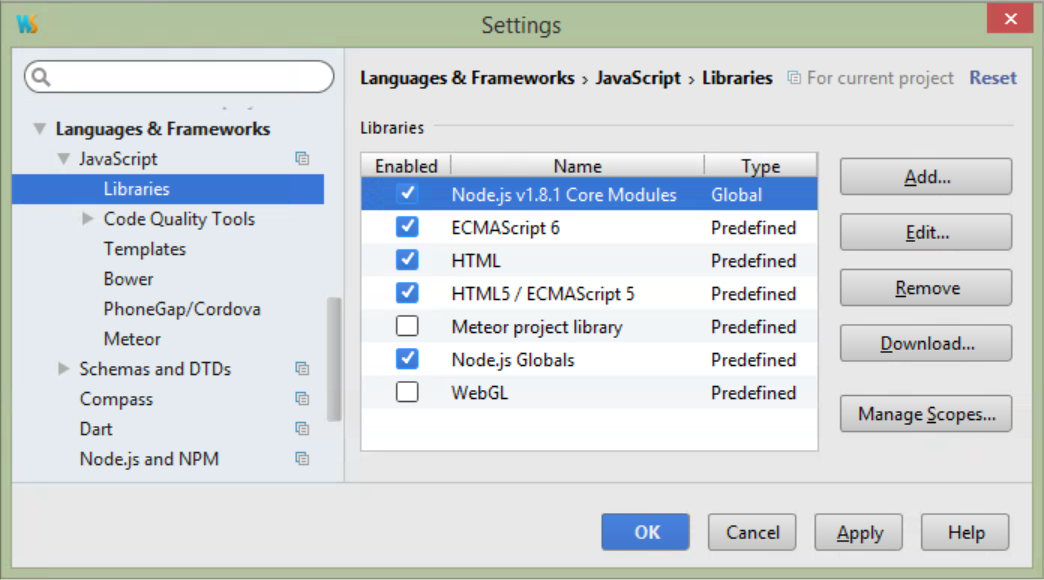 WS
Settings
Languages & Frameworks
JavaScript
Libraries
Code Quality Tools
Templates
Bower
PhoneGap/Cordova
Meteor
Schemas and DTDs
Compass
Dart
Node.js and NPM
Languages & Frameworks › JavaScript › Libraries For current project Reset
Libraries
Enabled Name Type
Node.js v1.8.1 Core Modules Global
ECMAScript 6 Predefined
HTML Predefined
HTML5 / ECMAScript 5 Predefined
Meteor project library Predefined
Node.js Globals Predefined
WebGL Predefined
Add...
Edit...
Remove
Download...
Manage Scopes...
OK Cancel Apply Help